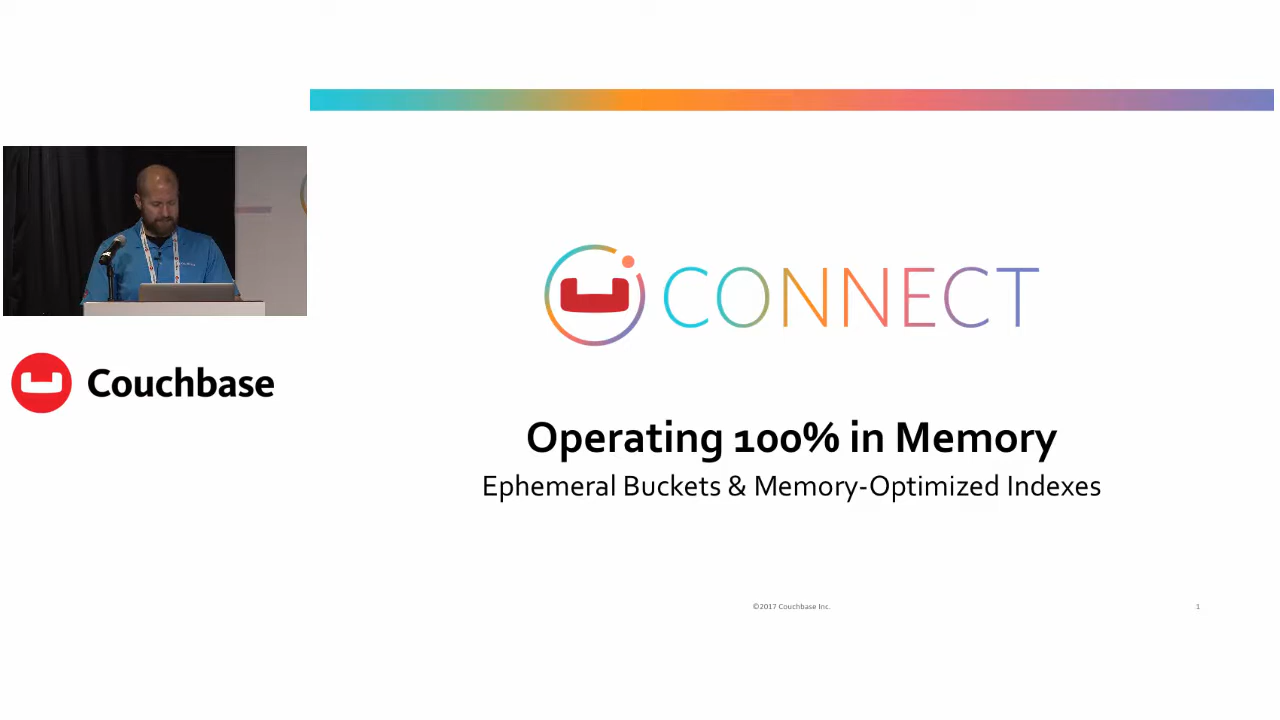 CONNECT
Couchbase
Operating 100% in Memory
Ephemeral Buckets & Memory-Optimized Indexes
©2017 Couchbase Inc.
1